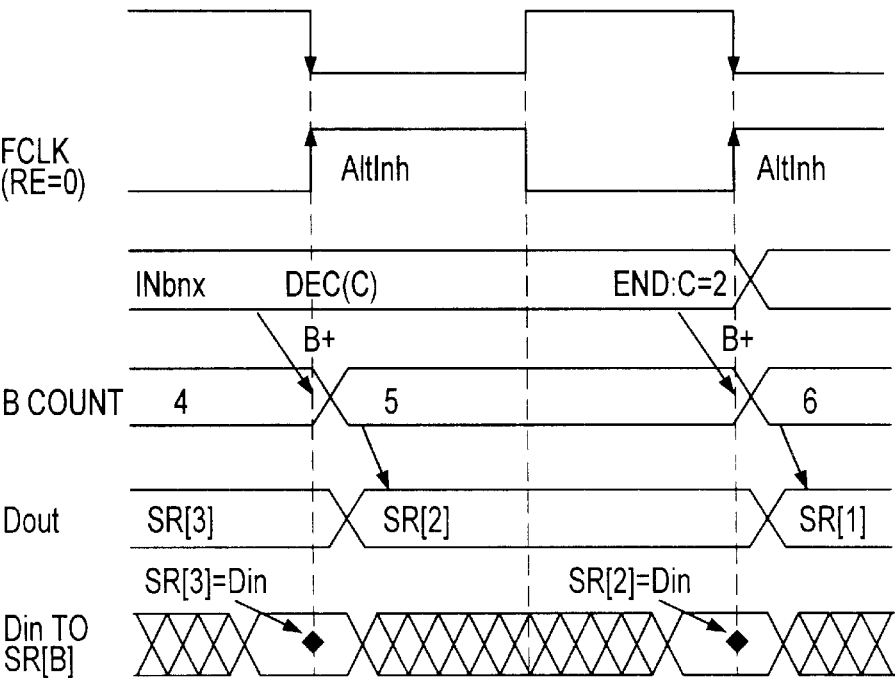 FCLK
(RE=0)
AltInh
AltInh
INbnx
DEC(C)
END:C=2
B+
B+
B COUNT
4
5
6
Dout
SR[3]
SR[2]
SR[1]
SR[3]=Din
SR[2]=Din
Din TO
SR[B]